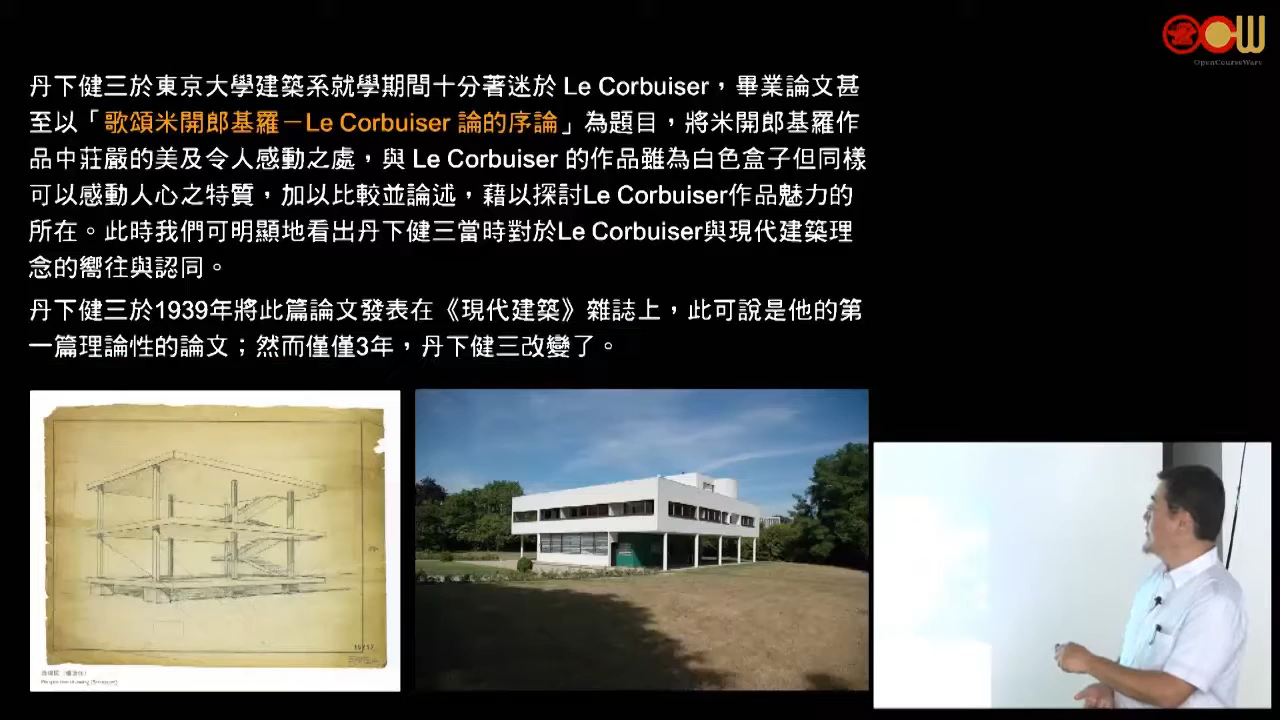 OpenCourseWare
丹下健三於東京大學建築系就學期間十分著迷於 Le Corbuiser，畢業論文甚
至以「歌頌米開郎基羅－Le Corbuiser 論的序論」為題目，將米開郎基羅作
品中莊嚴的美及令人感動之處，與 Le Corbuiser 的作品雖為白色盒子但同樣
可以感動人心之特質，加以比較並論述，藉以探討Le Corbuiser作品魅力的
所在。此時我們可明顯地看出丹下健三當時對於Le Corbuiser與現代建築理
念的嚮往與認同。
丹下健三於1939年將此篇論文發表在《現代建築》雜誌上，此可說是他的第
一篇理論性的論文；然而僅僅3年，丹下健三改變了。